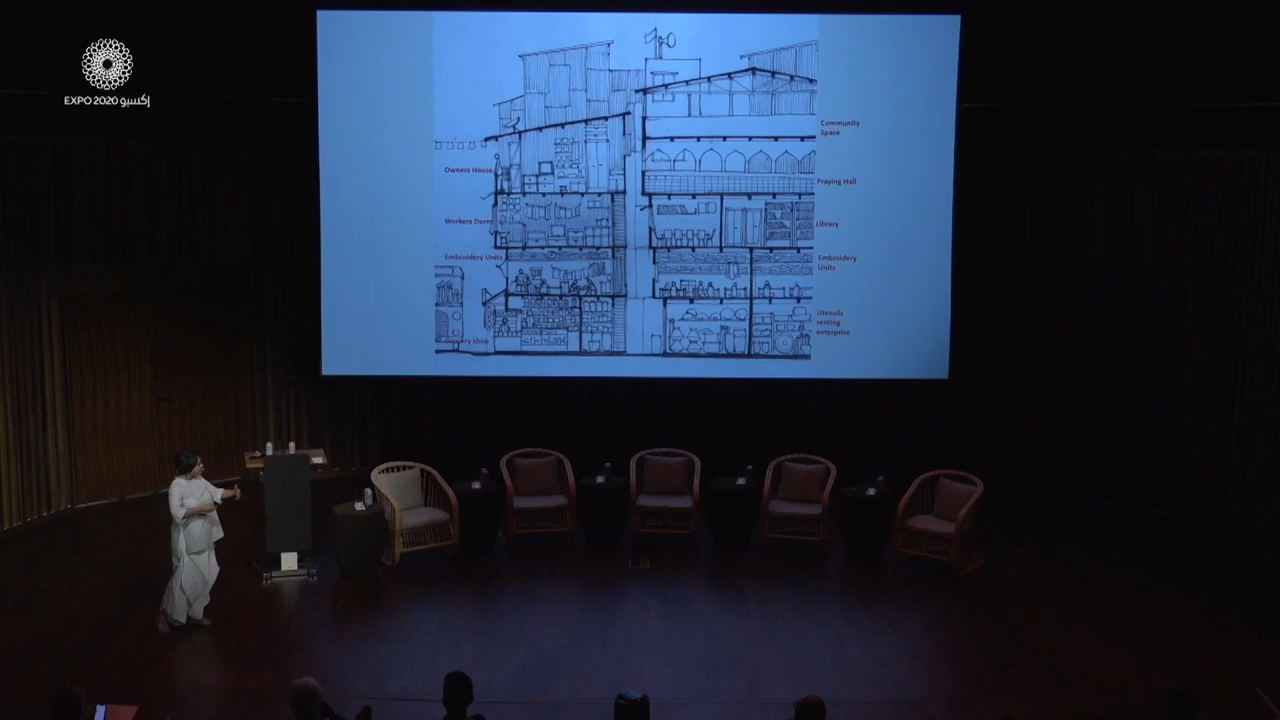 EXPO 2020 إكسبو
Community
Space
Owners House
Praying Hall
Workers Dorm
Library
Embroidery Units
Embroidery
Units
Utensils
renting
enterprise
shop